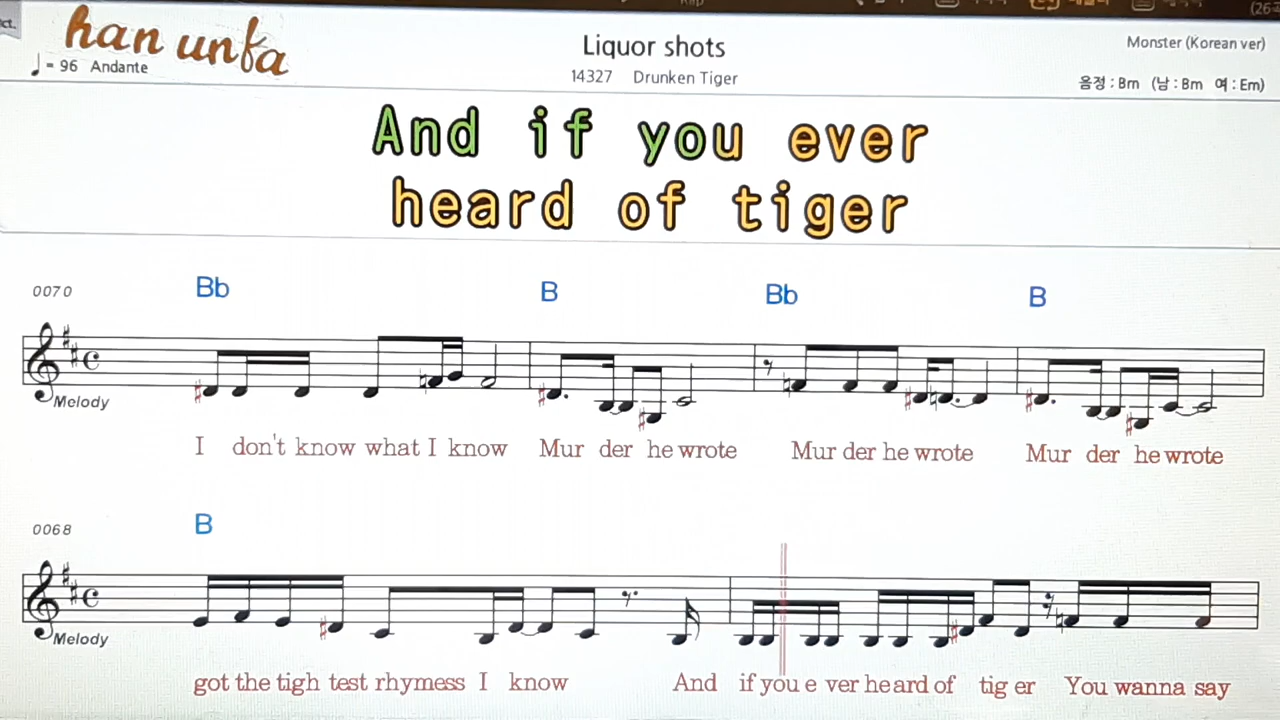 ct.
han unfa
Liquor shots
Monster (Korean ver)
♩ = 96 Andante
14327 Drunken Tiger
음정 : Bm (남 : Bm 여 : Em)
And if you ever
heard of tiger
0070
Bb B Bb B
Melody
I don't know what I know Mur der he wrote Mur der he wrote Mur der he wrote
0068
B
Melody
got the tigh test rhymess I know And if you e ver he ard of tig er You wanna say